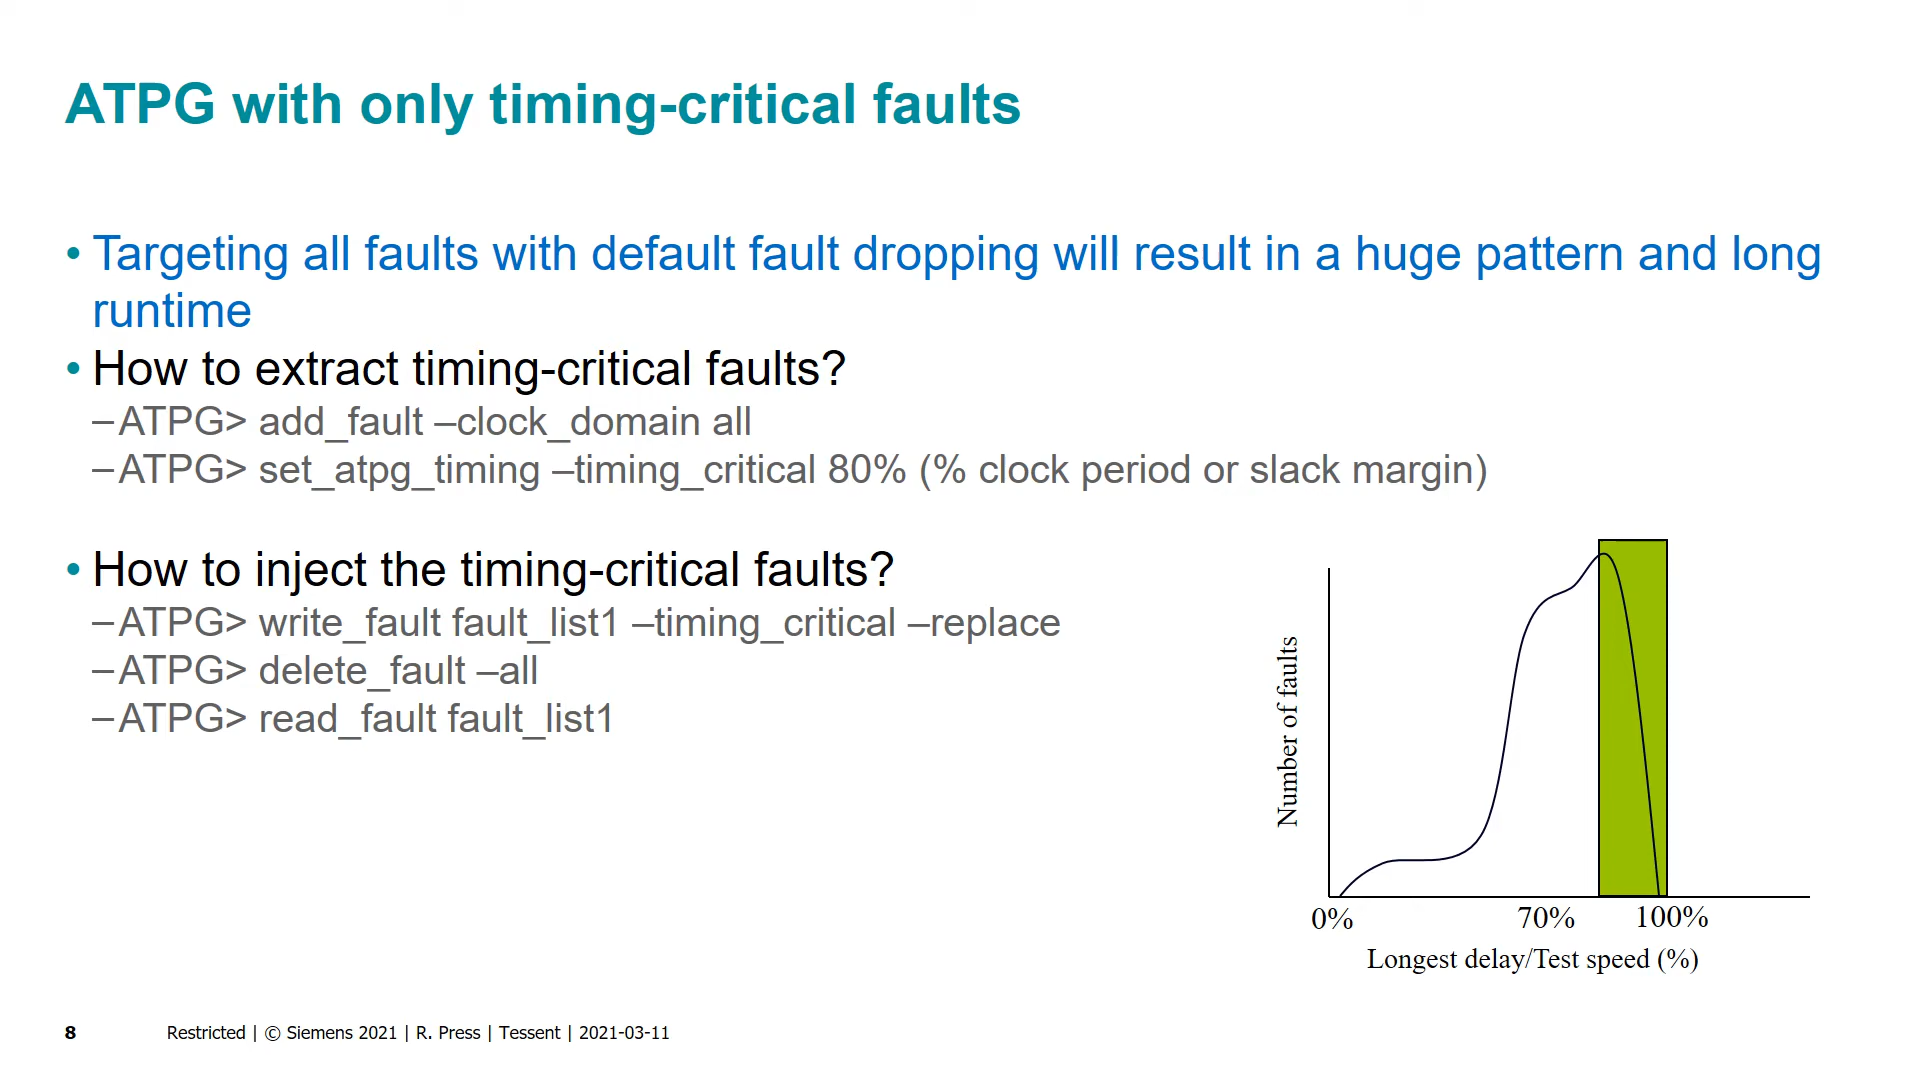 ATPG with only timing-critical faults
• Targeting all faults with default fault dropping will result in a huge pattern and long
runtime
• How to extract timing-critical faults?
–ATPG> add_fault –clock_domain all
–ATPG> set_atpg_timing –timing_critical 80% (% clock period or slack margin)
• How to inject the timing-critical faults?
–ATPG> write_fault fault_list1 –timing_critical –replace
–ATPG> delete_fault –all
–ATPG> read_fault fault_list1
Number of faults
0% 70% 100%
Longest delay/Test speed (%)
8 Restricted | © Siemens 2021 | R. Press | Tessent | 2021-03-11